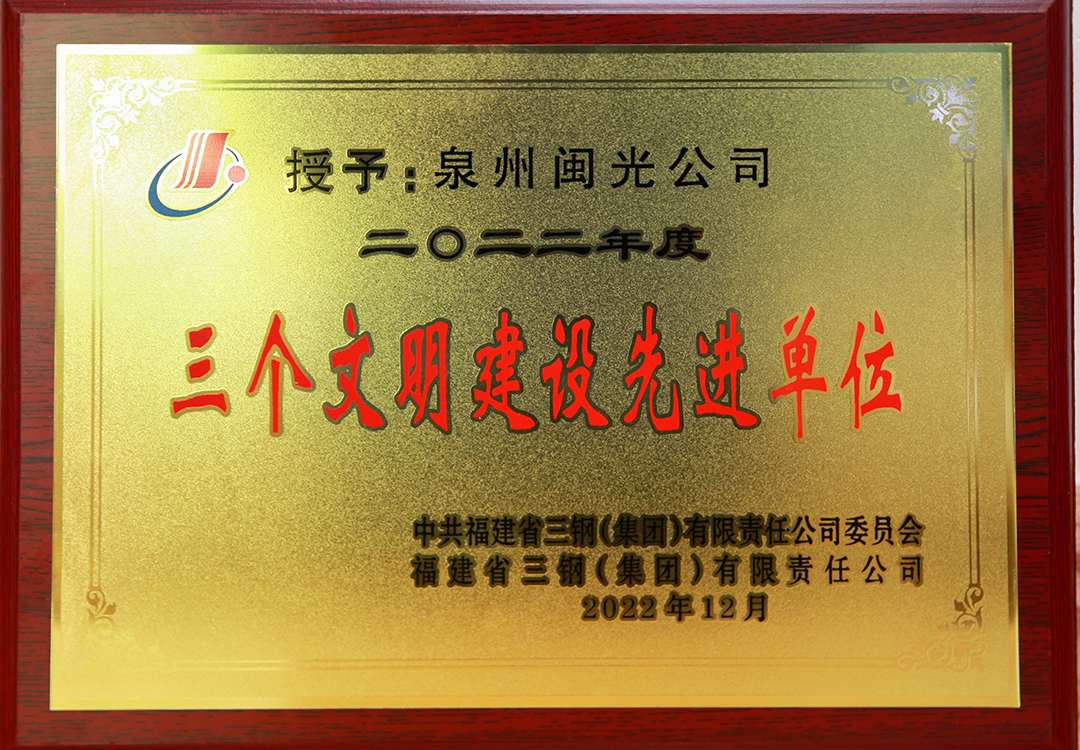 授予：泉州闽光公司
二〇二二年度
三个文明建设先进单位
中共福建省三钢(集团)有限责任公司委员会
福建省三钢(集团)有限责任公司
2022年12月